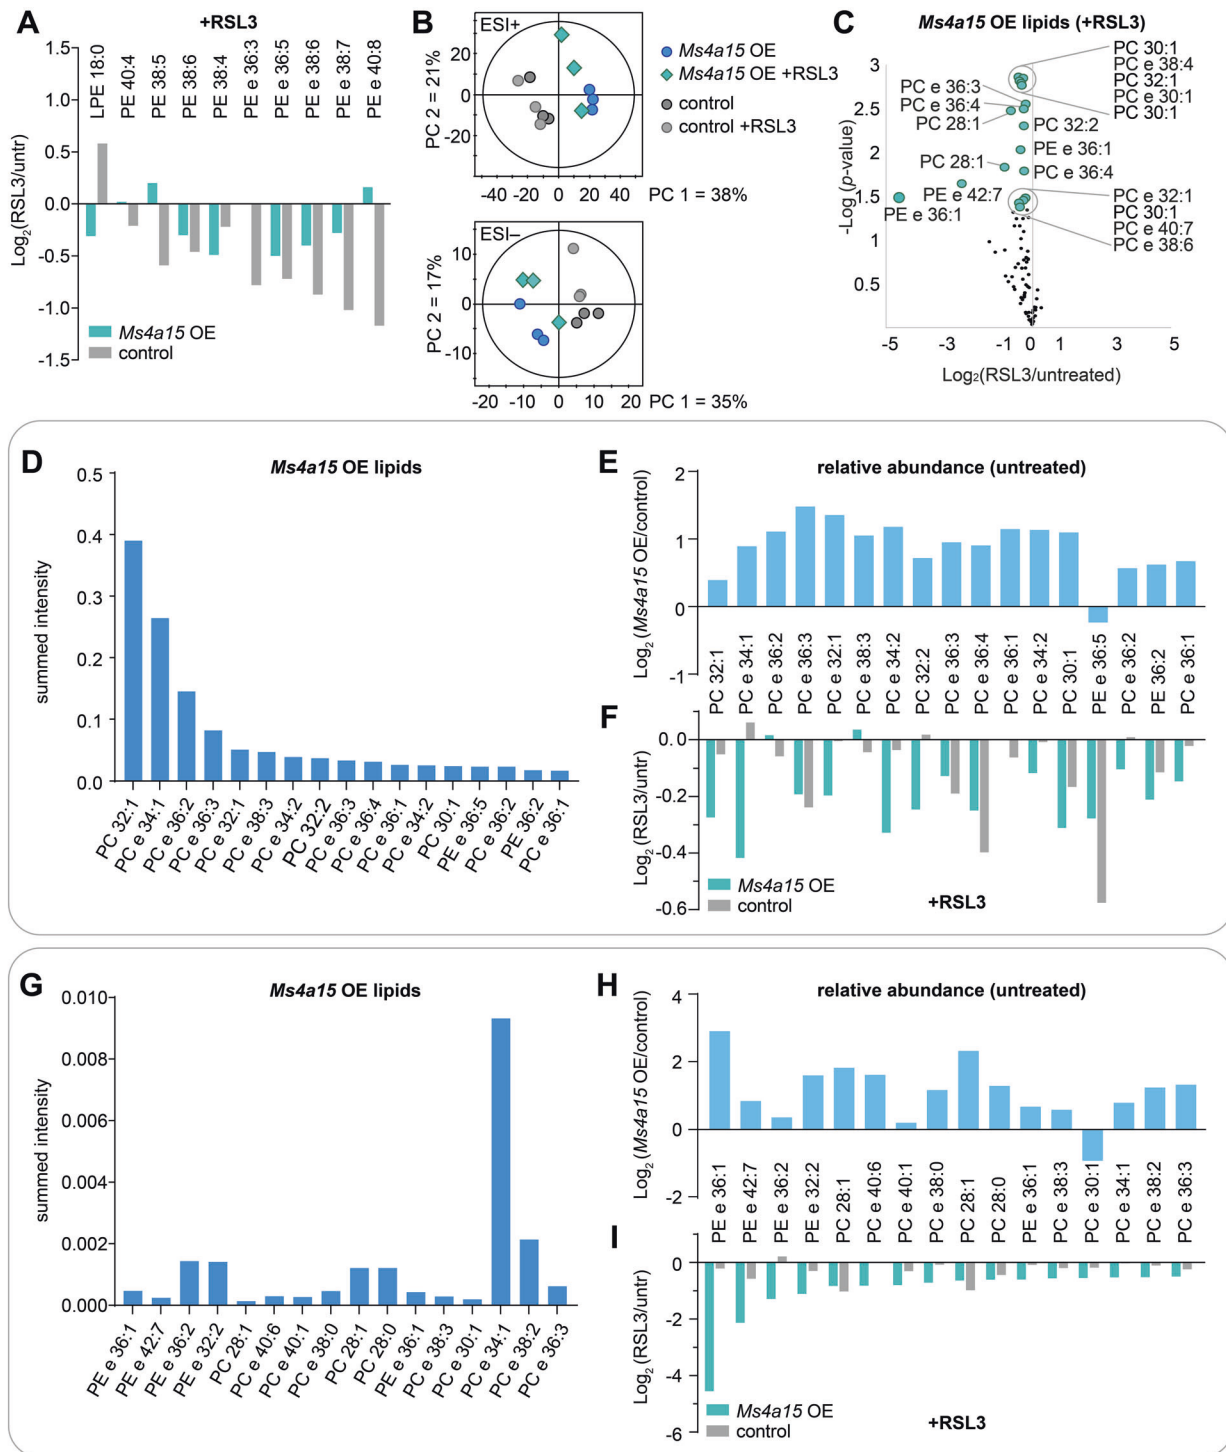 A
+RSL3
Log2(RSL3/untr)
1.5
1.0
0.5
0.0
-0.5
-1.0
-1.5
LPE 18:0
PE 40:4
PE 38:5
PE 38:6
PE 38:4
PE e 36:3
PE e 36:5
PE e 38:6
PE e 38:7
PE e 40:8
Ms4a15 OE
control
B
ESI+
PC 2 = 21%
40
20
0
-20
-40 -20 0 20 40
PC 1 = 38%
Ms4a15 OE
Ms4a15 OE +RSL3
control
control +RSL3
ESI–
PC 2 = 17%
10
0
-10
-20 -10 0 10 20
PC 1 = 35%
C
Ms4a15 OE lipids (+RSL3)
-Log (p-value)
3
2.5
2
1.5
1
0.5
-5 -3 -1 0 1 3 5
Log2(RSL3/untreated)
PC 30:1
PC e 38:4
PC 32:1
PC e 30:1
PC 30:1
PC e 36:3
PC e 36:4
PC 28:1
PC 32:2
PE e 36:1
PC 28:1
PC e 36:4
PE e 42:7
PE e 36:1
PC e 32:1
PC 30:1
PC e 40:7
PC e 38:6
D
Ms4a15 OE lipids
summed intensity
0.5
0.4
0.3
0.2
0.1
0.0
PC 32:1
PC e 34:1
PC e 36:2
PC e 36:3
PC e 32:1
PC e 38:3
PC e 34:2
PC 32:2
PC e 36:3
PC e 36:4
PC e 36:1
PC e 34:2
PC 30:1
PE e 36:5
PC e 36:2
PE 36:2
PC e 36:1
E
relative abundance (untreated)
Log2 (Ms4a15 OE/control)
2
1
0
-1
PC 32:1
PC e 34:1
PC e 36:2
PC e 36:3
PC e 32:1
PC e 38:3
PC e 34:2
PC 32:2
PC e 36:3
PC e 36:4
PC e 36:1
PC e 34:2
PC 30:1
PE e 36:5
PC e 36:2
PE 36:2
PC e 36:1
F
Log2 (RSL3/untr)
0.0
-0.2
-0.4
-0.6
Ms4a15 OE
control
+RSL3
G
Ms4a15 OE lipids
summed intensity
0.010
0.008
0.006
0.004
0.002
0.000
PE e 36:1
PE e 42:7
PE e 36:2
PE e 32:2
PC 28:1
PC e 40:6
PC e 40:1
PC e 38:0
PC 28:1
PC 28:0
PE e 36:1
PC e 38:3
PC e 30:1
PC e 34:1
PC e 38:2
PC e 36:3
H
relative abundance (untreated)
Log2 (Ms4a15 OE/control)
4
2
0
-2
PE e 36:1
PE e 42:7
PE e 36:2
PE e 32:2
PC 28:1
PC e 40:6
PC e 40:1
PC e 38:0
PC 28:1
PC 28:0
PE e 36:1
PC e 38:3
PC e 30:1
PC e 34:1
PC e 38:2
PC e 36:3
I
Log2 (RSL3/untr)
0
-2
-4
-6
Ms4a15 OE
control
+RSL3